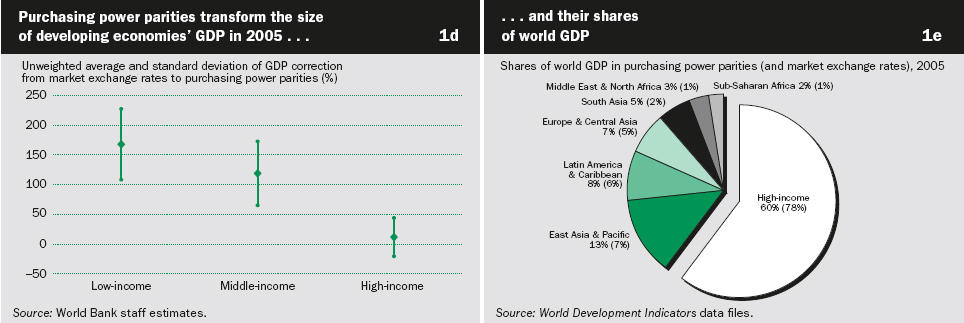 Purchasing power parities transform the size
of developing economies’ GDP in 2005 . . .
1d
Unweighted average and standard deviation of GDP correction
from market exchange rates to purchasing power parities (%)
250
200
150
100
50
0
–50
Low-income
Middle-income
High-income
Source: World Bank staff estimates.
. . . and their shares
of world GDP
1e
Shares of world GDP in purchasing power parities (and market exchange rates), 2005
Middle East & North Africa 3% (1%)
Sub-Saharan Africa 2% (1%)
South Asia 5% (2%)
Europe & Central Asia
7% (5%)
Latin America
& Caribbean
8% (6%)
East Asia & Pacific
13% (7%)
High-income
60% (78%)
Source: World Development Indicators data files.